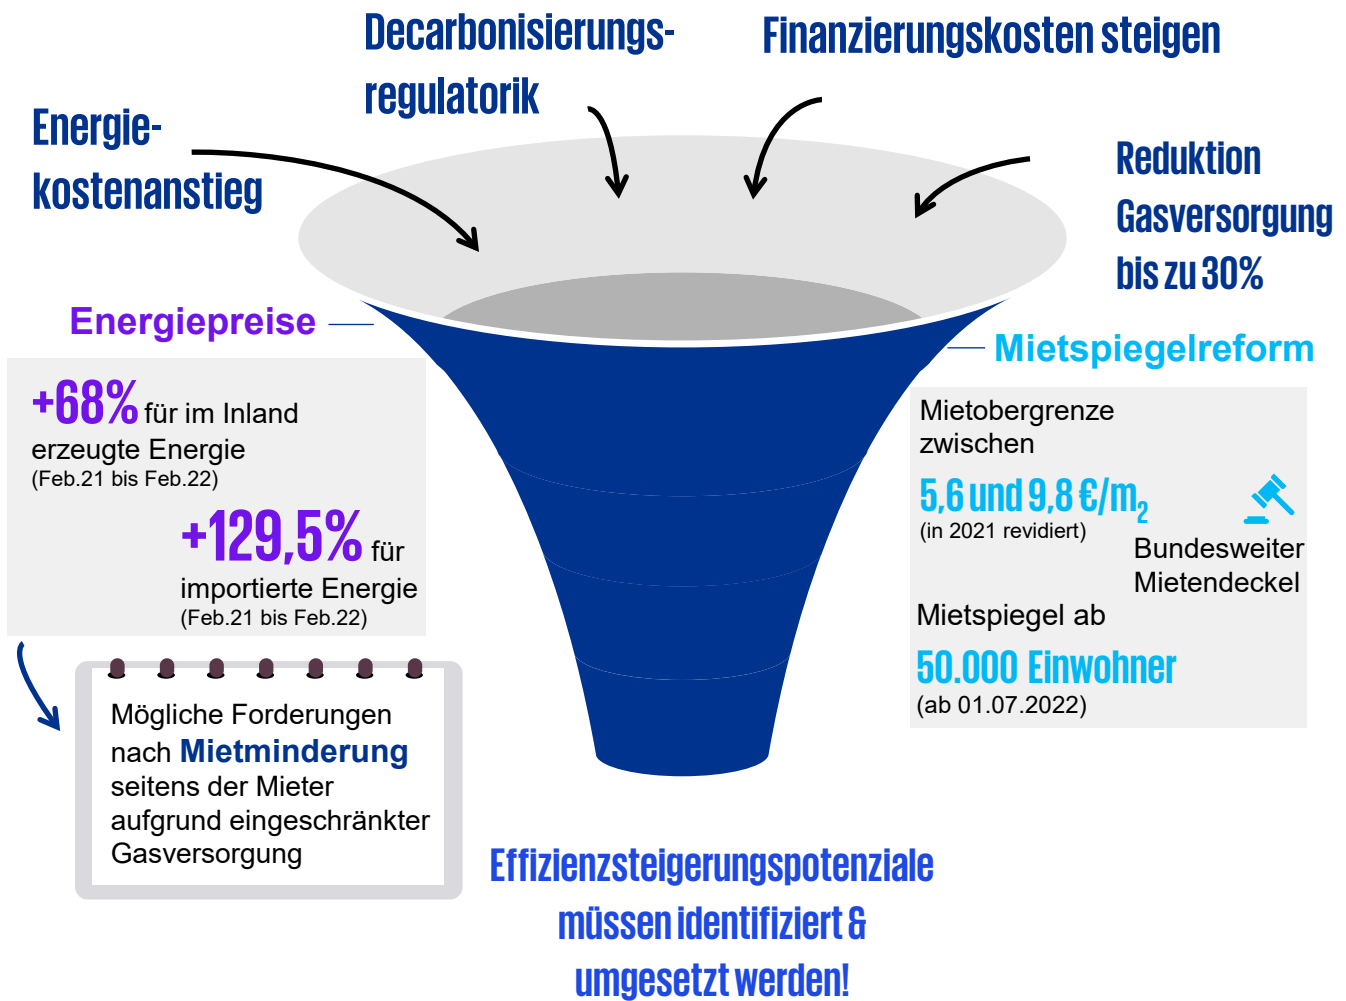 Decarbonisierungs-
regulatorik
Finanzierungskosten steigen
Energie-
kostenanstieg
Reduktion
Gasversorgung
bis zu 30%
Energiepreise
+68% für im Inland
erzeugte Energie
(Feb.21 bis Feb.22)
+129,5% für
importierte Energie
(Feb.21 bis Feb.22)
Mögliche Forderungen
nach Mietminderung
seitens der Mieter
aufgrund eingeschränkter
Gasversorgung
Mietspiegelreform
Mietobergrenze
zwischen
5,6 und 9,8 €/m2
(in 2021 revidiert)
Bundesweiter
Mietendeckel
Mietspiegel ab
50.000 Einwohner
(ab 01.07.2022)
Effizienzsteigerungspotenziale
müssen identifiziert &
umgesetzt werden!